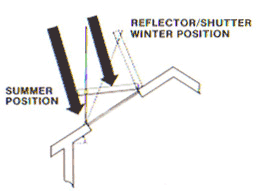 REFLECTOR/SHUTTER
WINTER POSITION
SUMMER
POSITION